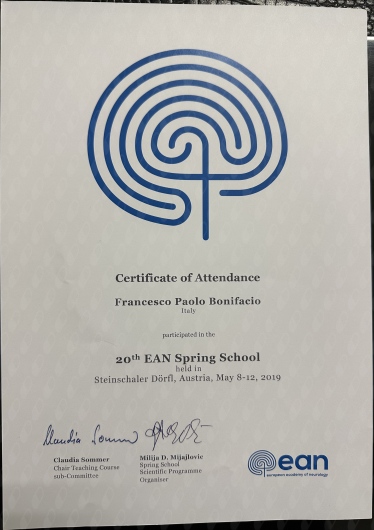 Certificate of Attendance
Francesco Paolo Bonifacio
Italy
participated in the
20th EAN Spring School
held in
Steinschaler Dörfl, Austria, May 8-12, 2019
Claudia Sommer
Claudia Sommer
Chair Teaching Course
sub-Committee
Milija D. Mijajlovic
Spring School
Scientific Programme
Organiser
ean
european academy of neurology